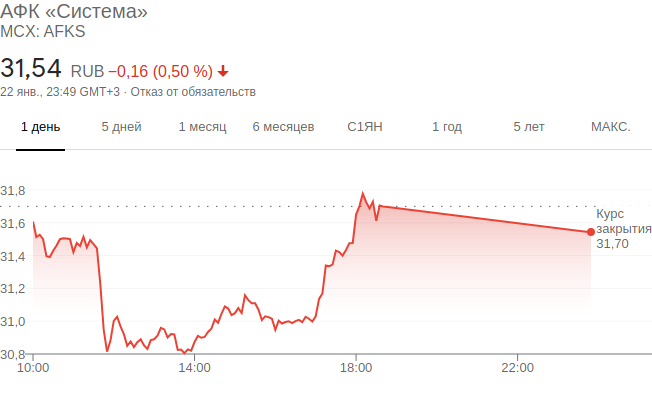 АФК «Система»
MCX: AFKS
31,54 RUB −0,16 (0,50 %)
22 янв., 23:49 GMT+3 · Отказ от обязательств
1 день 5 дней 1 месяц 6 месяцев С1ЯН 1 год 5 лет МАКС.
31,8
Курс
31,6
закрытия
31,70
31,4
31,2
31,0
30,8
10:00 14:00 18:00 22:00